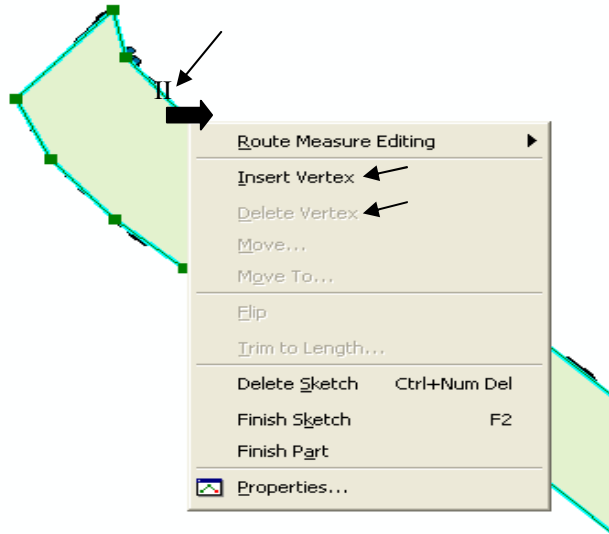 II
Route Measure Editing
Insert Vertex
Delete Vertex
Move...
Move To...
Flip
Trim to Length...
Delete Sketch Ctrl+Num Del
Finish Sketch F2
Finish Part
Properties...